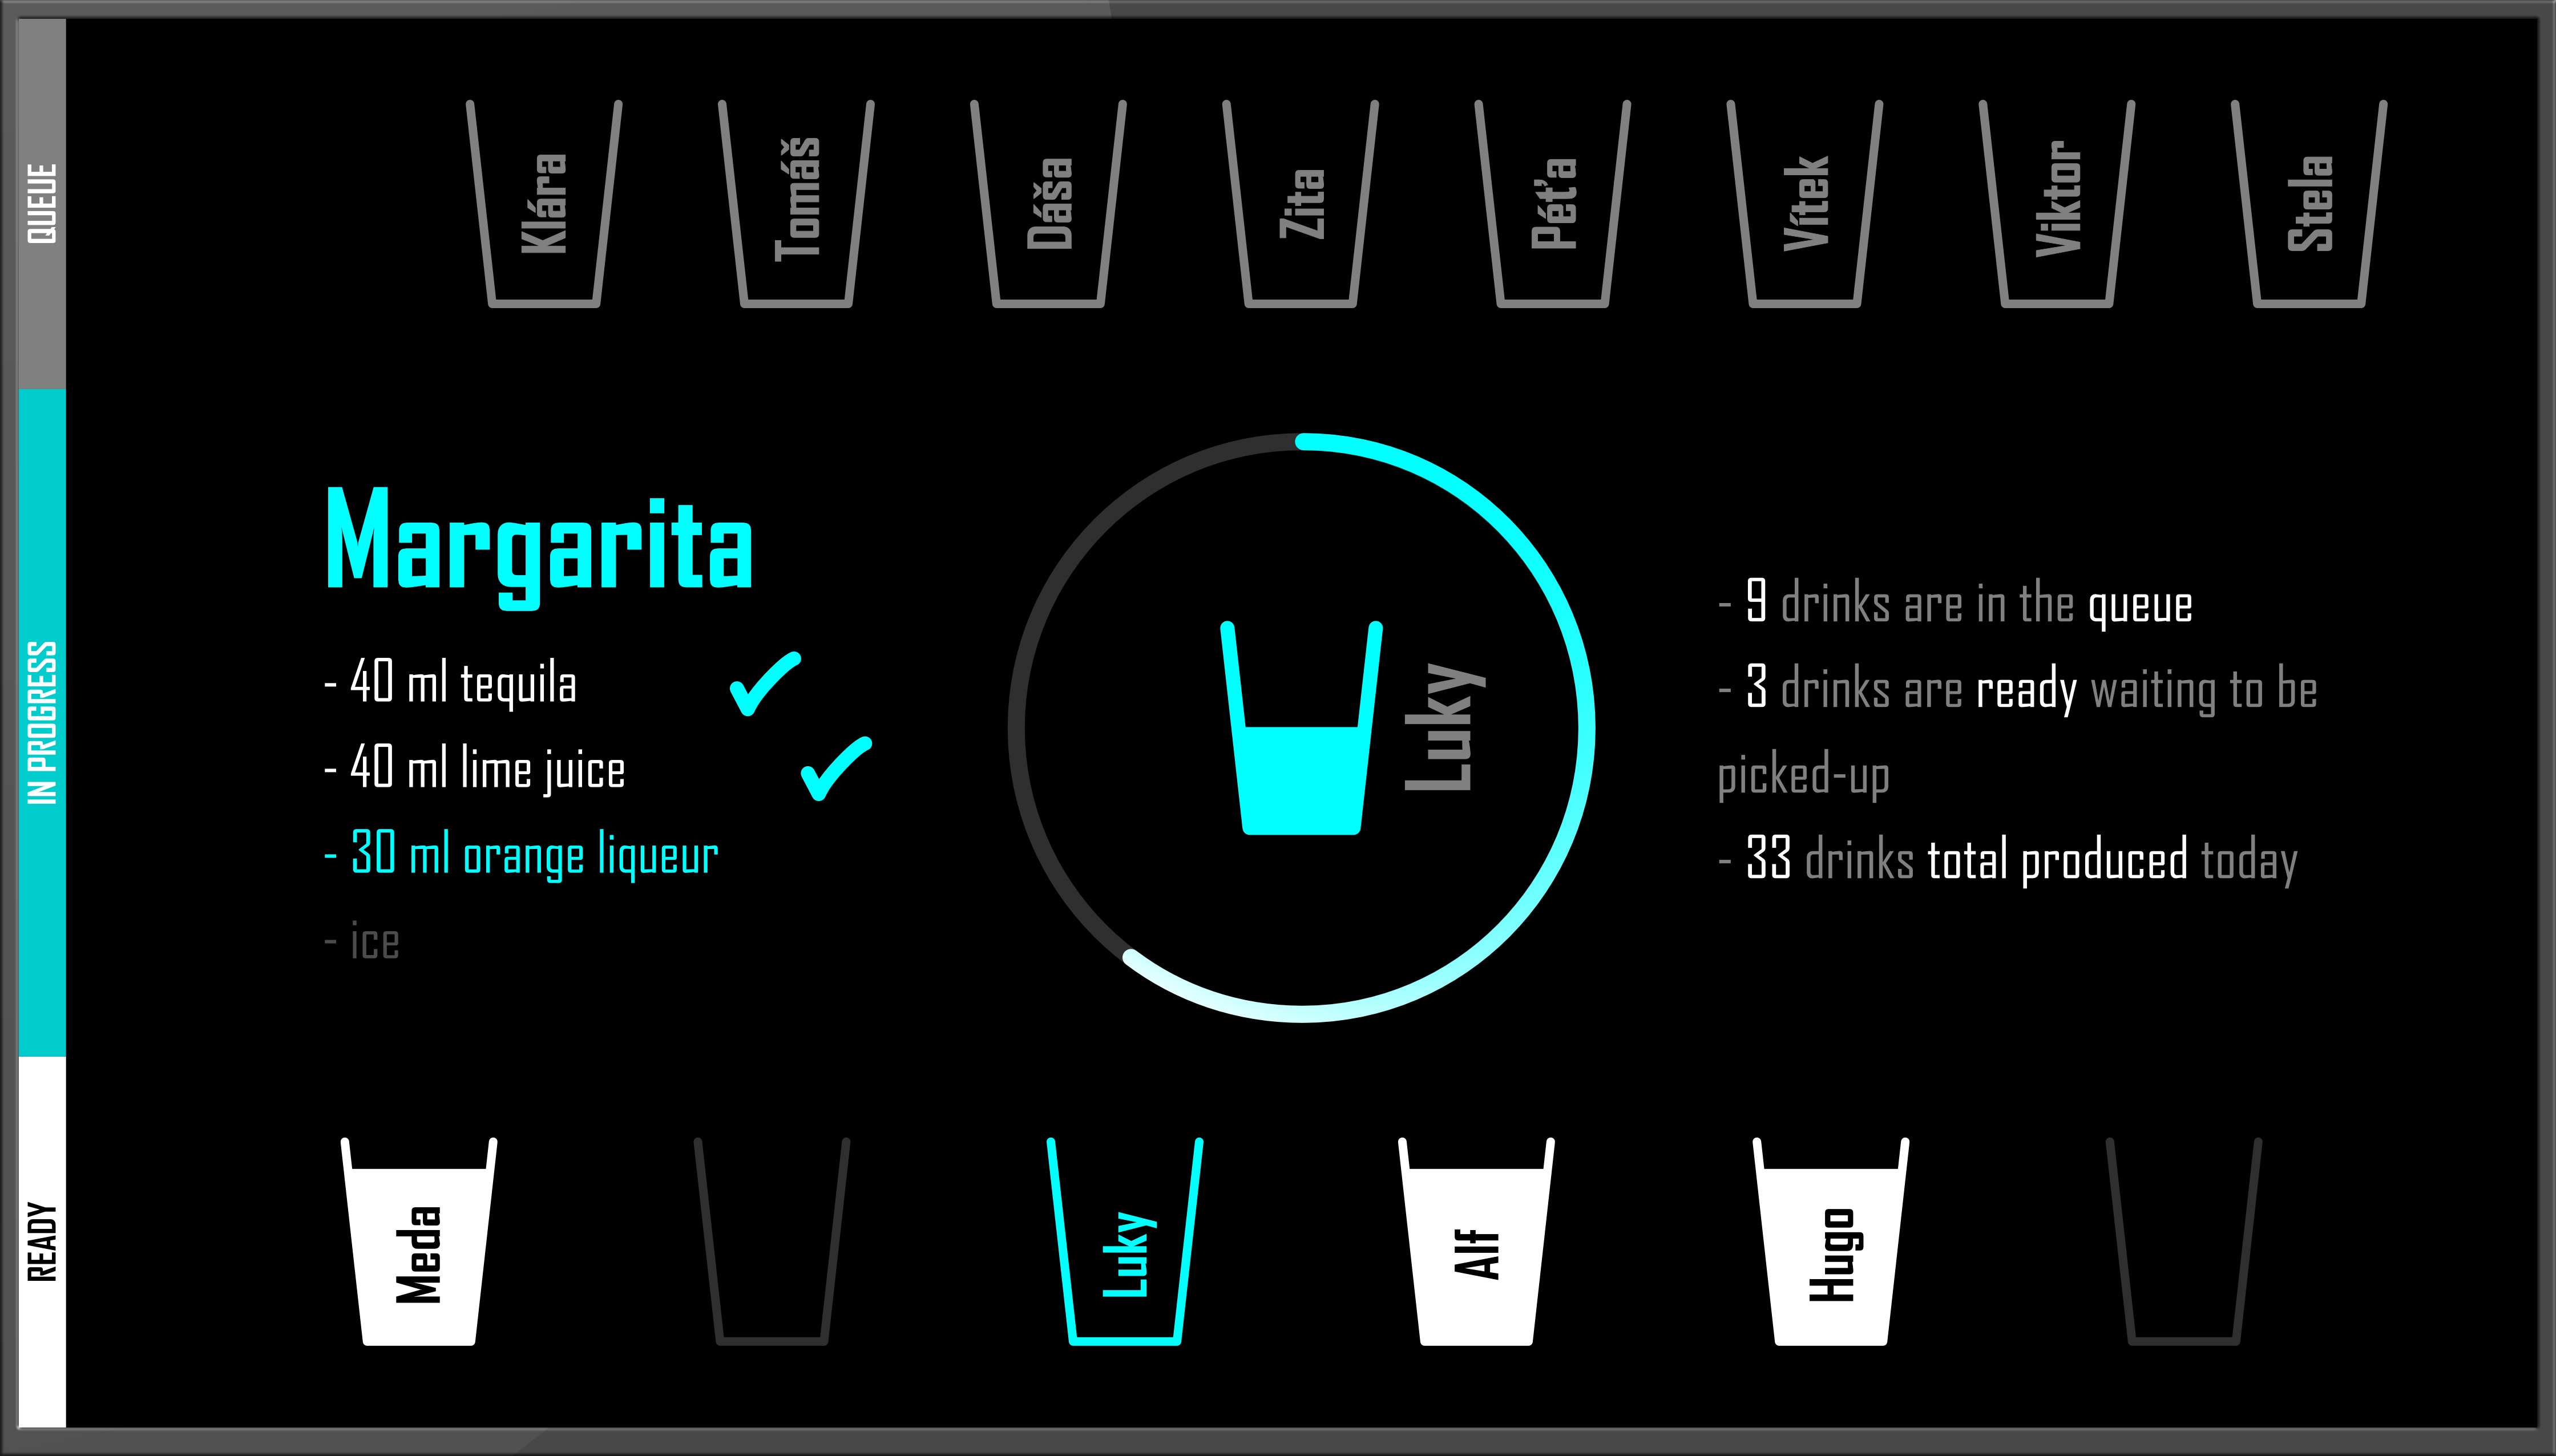 QUEUE
Klára
Tomáš
Dáša
Zita
Péťa
Vítek
Viktor
Stela
IN PROGRESS
Margarita
- 40 ml tequila
- 40 ml lime juice
- 30 ml orange liqueur
- ice
Luky
- 9 drinks are in the queue
- 3 drinks are ready waiting to be
picked-up
- 33 drinks total produced today
READY
Meda
Luky
Alf
Hugo